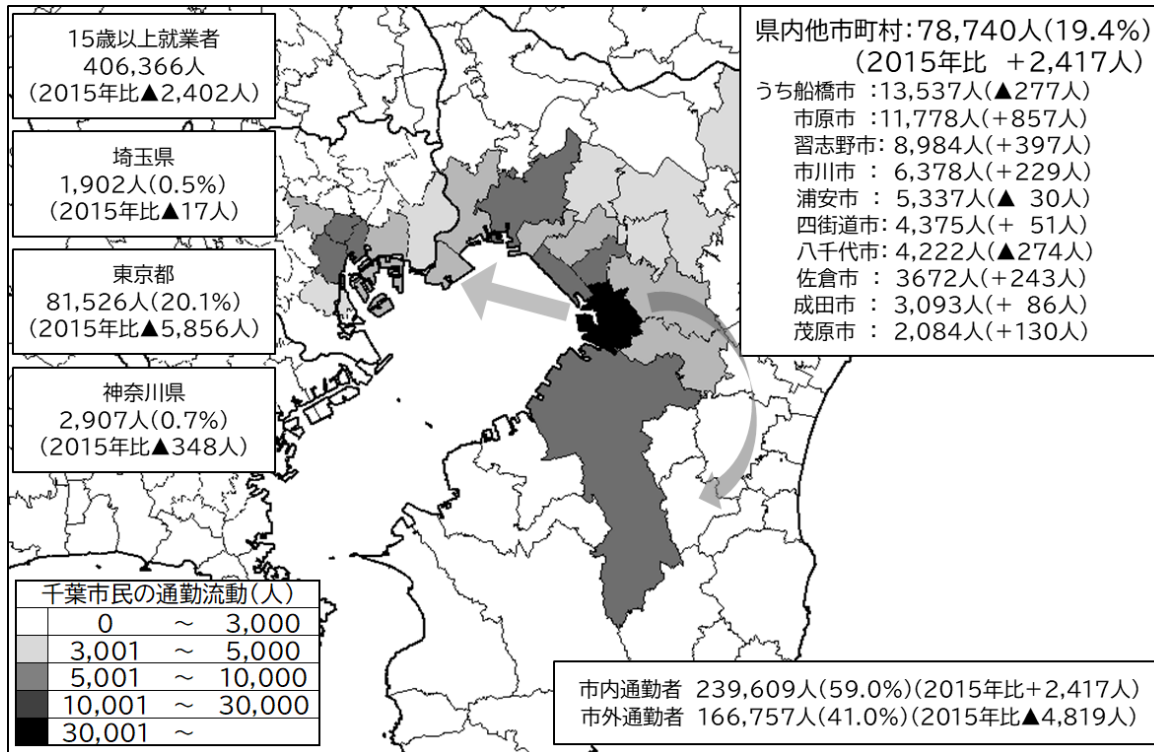 15歳以上就業者
406,366人
(2015年比▲2,402人)
埼玉県
1,902人(0.5%)
(2015年比▲17人)
東京都
81,526人(20.1%)
(2015年比▲5,856人)
神奈川県
2,907人(0.7%)
(2015年比▲348人)
県内他市町村:78,740人(19.4%)
(2015年比 +2,417人)
うち船橋市 :13,537人(▲277人)
市原市 :11,778人(+857人)
習志野市: 8,984人(+397人)
市川市 : 6,378人(+229人)
浦安市 : 5,337人(▲ 30人)
四街道市: 4,375人(+ 51人)
八千代市: 4,222人(▲274人)
佐倉市 : 3672人(+243人)
成田市 : 3,093人(+ 86人)
茂原市 : 2,084人(+130人)
千葉市民の通勤流動(人)
0 ~ 3,000
3,001 ~ 5,000
5,001 ~ 10,000
10,001 ~ 30,000
30,001 ~
市内通勤者 239,609人(59.0%)(2015年比+2,417人)
市外通勤者 166,757人(41.0%)(2015年比▲4,819人)